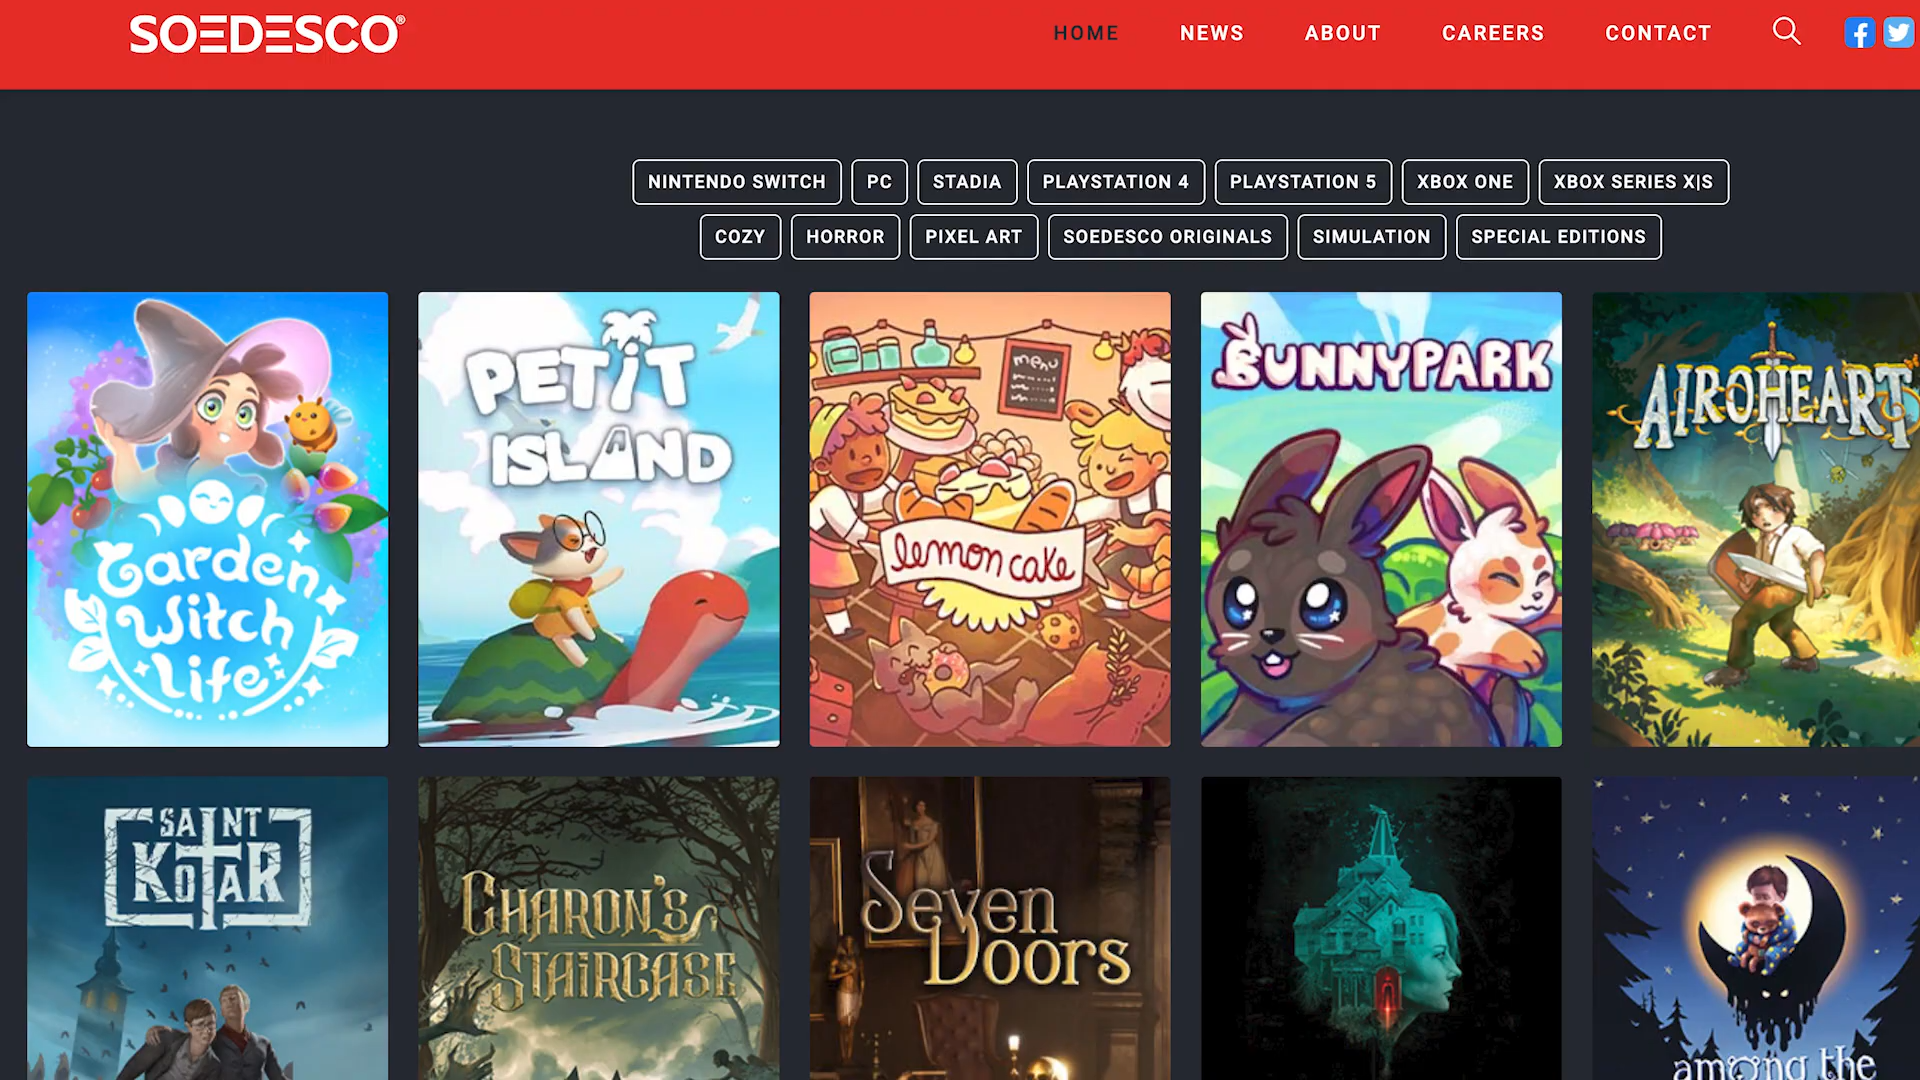 SOEDESCO®
HOME NEWS ABOUT CAREERS CONTACT
NINTENDO SWITCH PC STADIA PLAYSTATION 4 PLAYSTATION 5 XBOX ONE XBOX SERIES X|S
COZY HORROR PIXEL ART SOEDESCO ORIGINALS SIMULATION SPECIAL EDITIONS
Garden
Witch
Life
PETIT
ISLAND
menu
lemon cake
BUNNYPARK
AIROHEART
SAINT
KOTAR
CHARON'S
STAIRCASE
Seven
Doors
among the